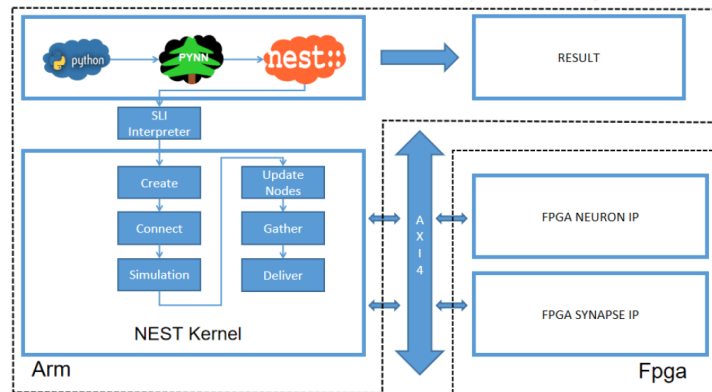 python
PYNN
nest::
RESULT
SLI
Interpreter
Create
Connect
Simulation
Update
Nodes
Gather
Deliver
NEST Kernel
Arm
AXI4
FPGA NEURON IP
FPGA SYNAPSE IP
Fpga